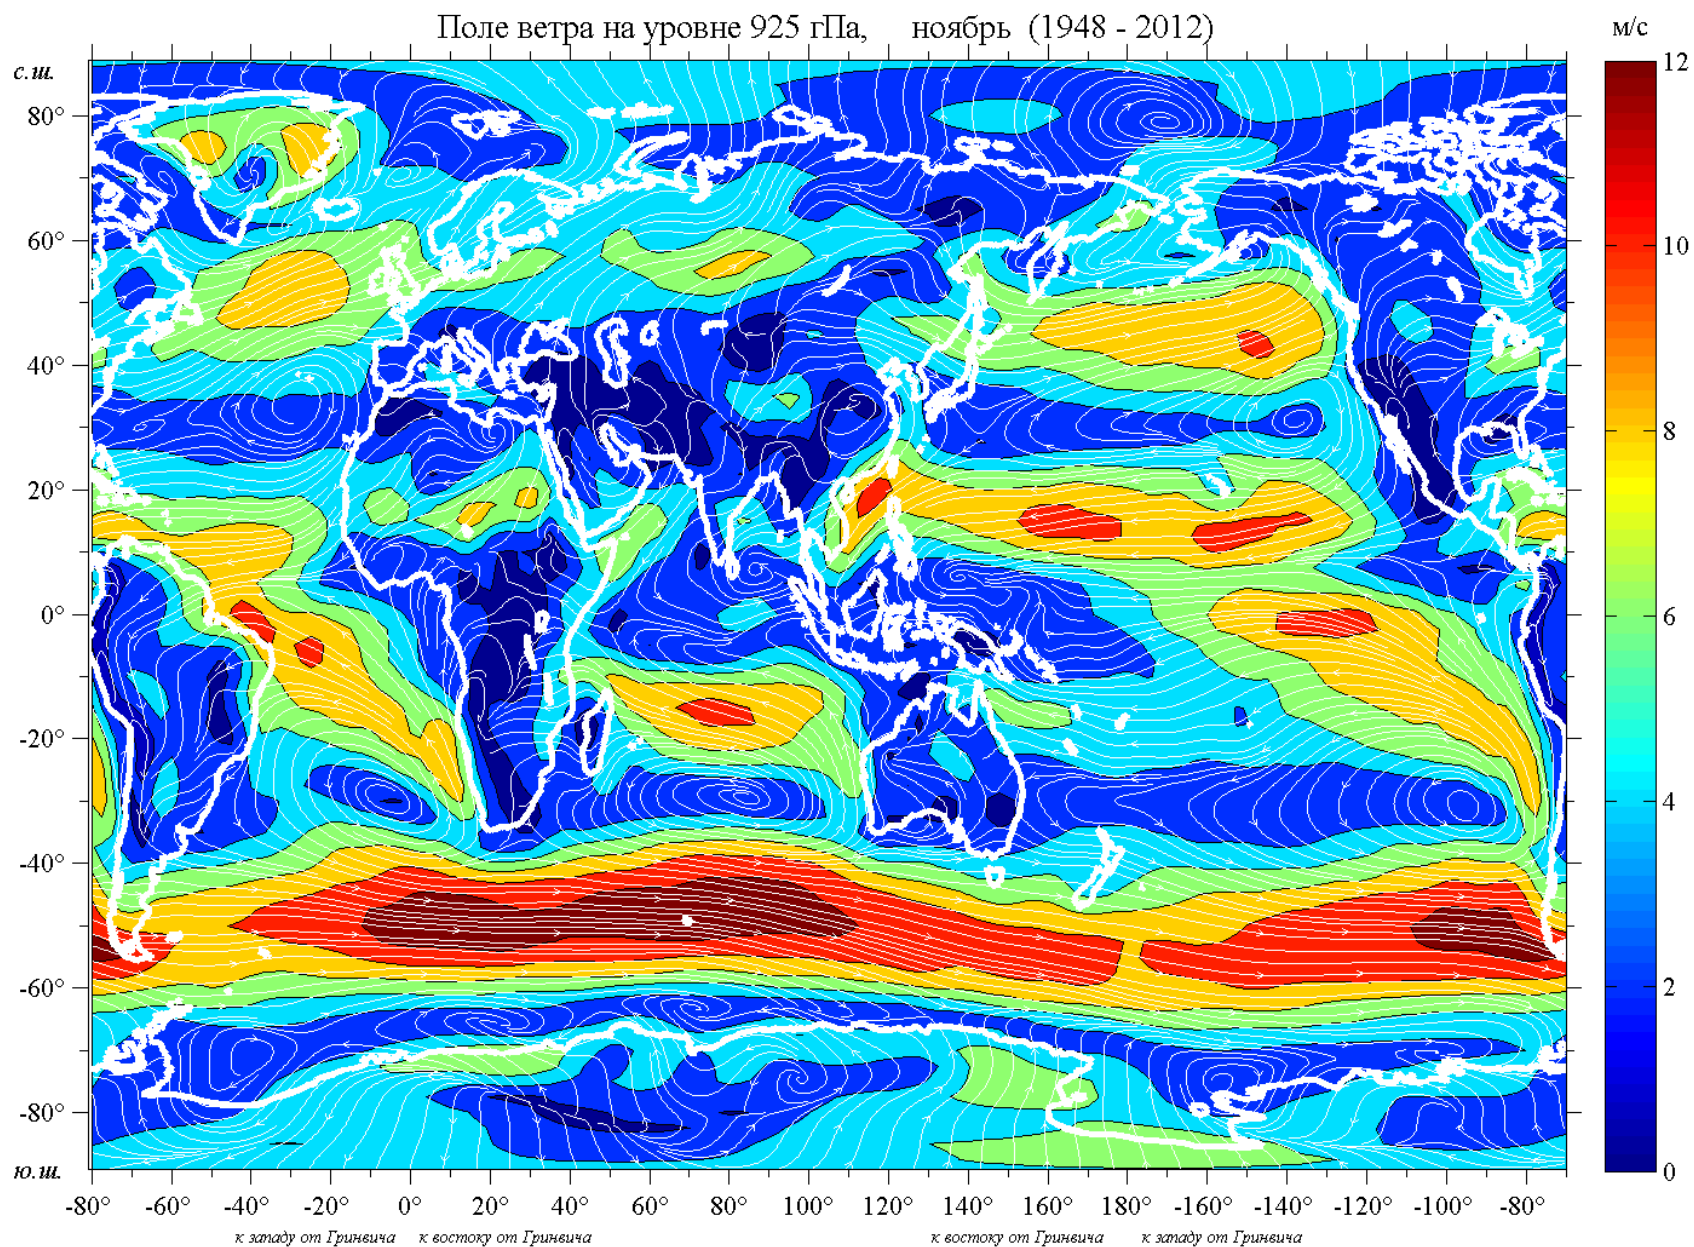 Поле ветра на уровне 925 гПа, ноябрь (1948 - 2012)
м/с
с.ш.
80°
60°
40°
20°
0°
-20°
-40°
-60°
-80°
ю.ш.
12
10
8
6
4
2
0
-80° -60° -40° -20° 0° 20° 40° 60° 80° 100° 120° 140° 160° 180° -160° -140° -120° -100° -80°
к западу от Гринвича к востоку от Гринвича к востоку от Гринвича к западу от Гринвича